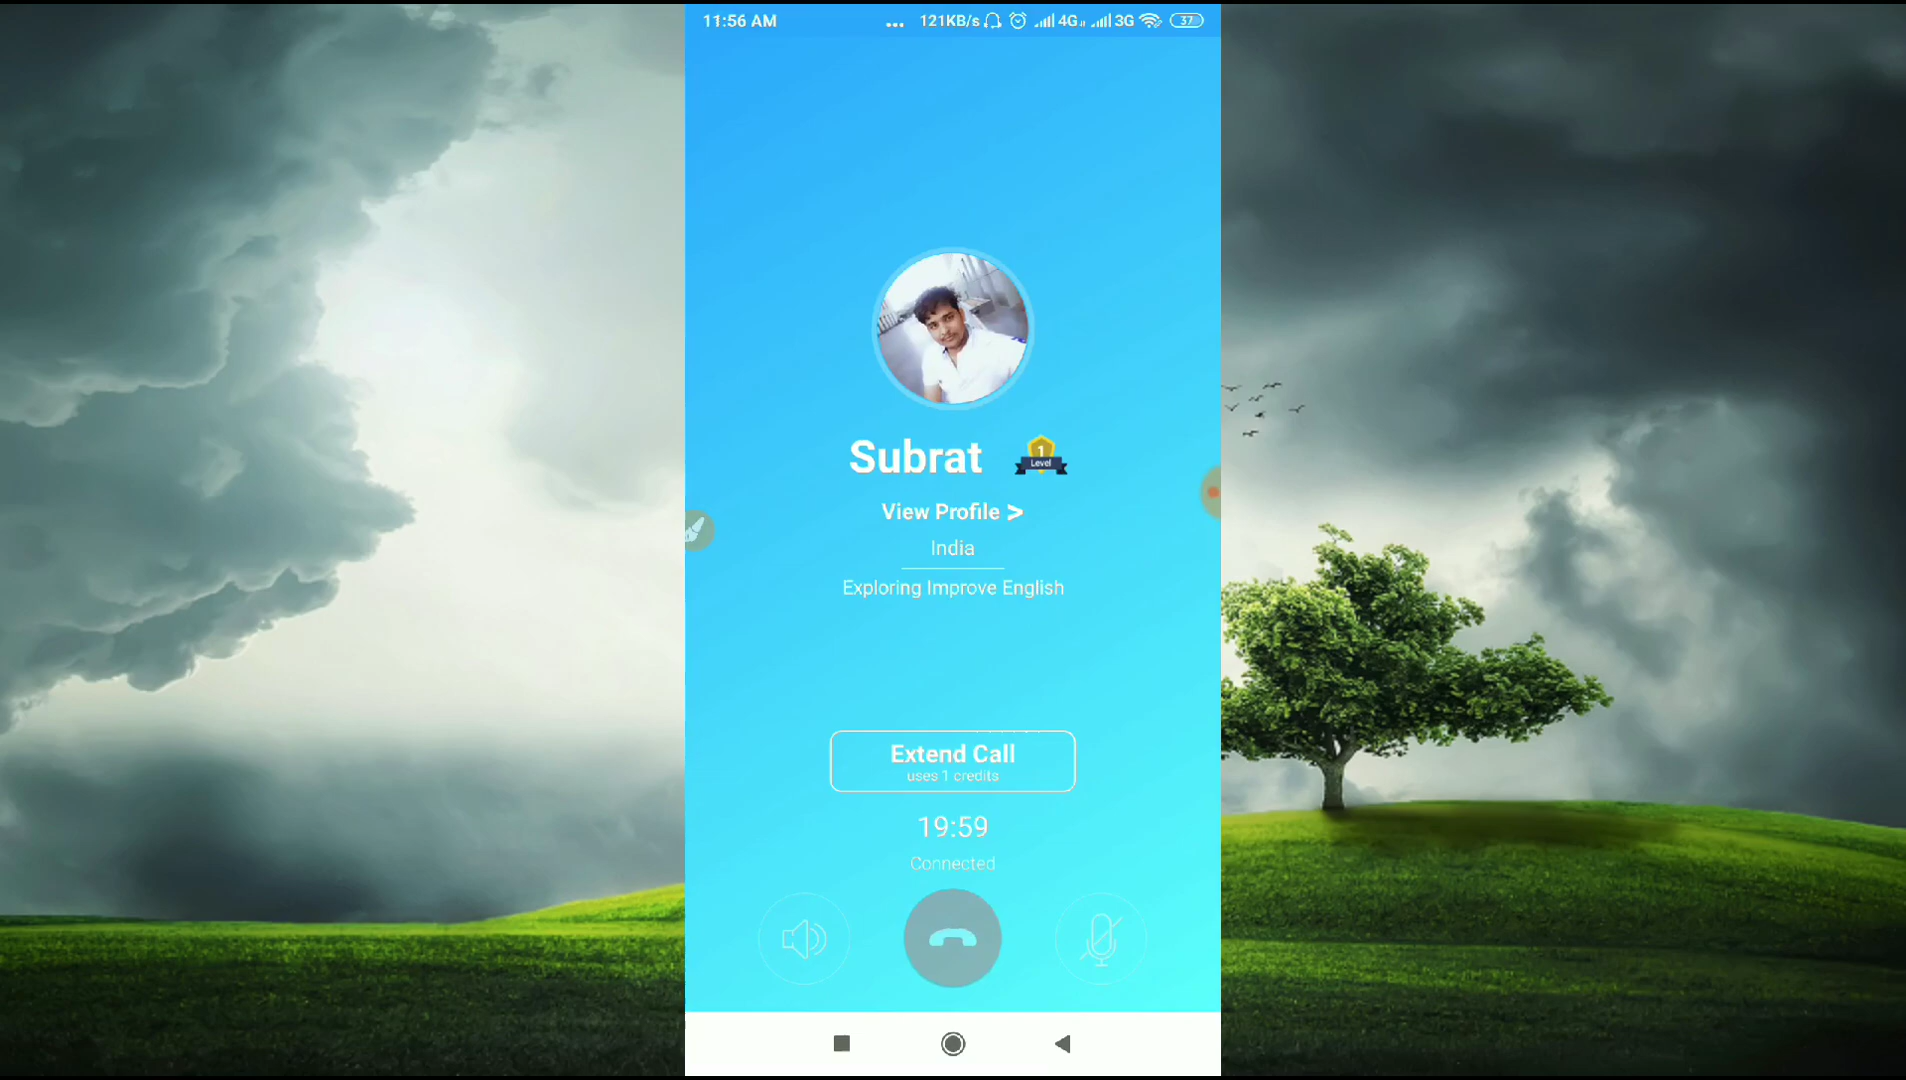 11:56 AM ... 121KB/s 4G 3G 37
Subrat
1
Level
View Profile >
India
Exploring Improve English
Extend Call
uses 1 credits
19:59
Connected